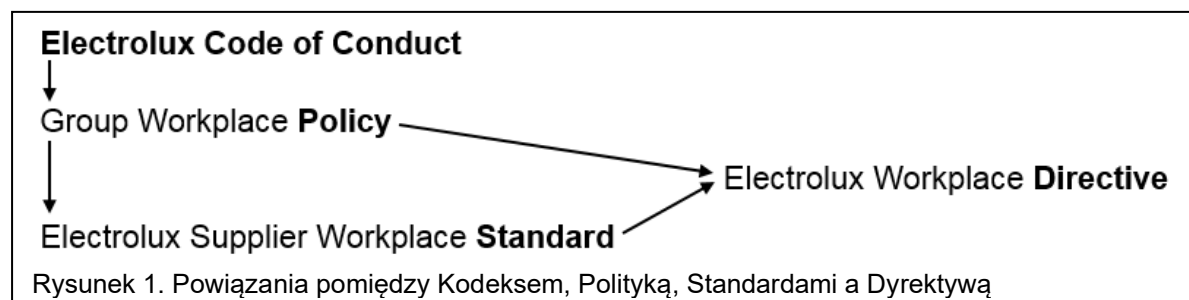 Electrolux Code of Conduct
Group Workplace Policy
Electrolux Workplace Directive
Electrolux Supplier Workplace Standard
Rysunek 1. Powiązania pomiędzy Kodeksem, Polityką, Standardami a Dyrektywą